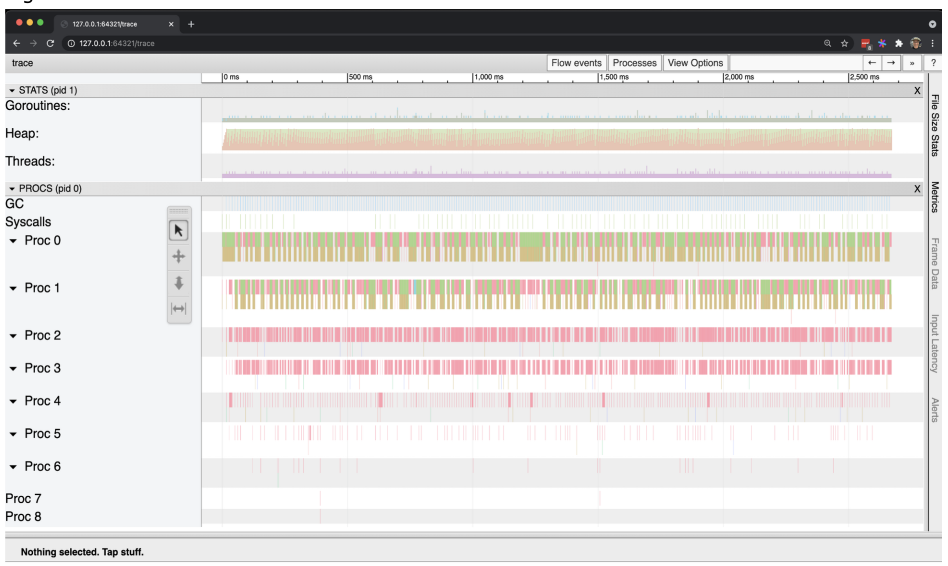 127.0.0.1:64321/trace
127.0.0.1:64321/trace
trace
Flow events
Processes
View Options
?
0 ms
500 ms
1,000 ms
1,500 ms
2,000 ms
2,500 ms
STATS (pid 1)
X
Goroutines:
Heap:
Threads:
PROCS (pid 0)
X
GC
Syscalls
Proc 0
Proc 1
Proc 2
Proc 3
Proc 4
Proc 5
Proc 6
Proc 7
Proc 8
File Size Stats
Metrics
Frame Data
Input Latency
Alerts
Nothing selected. Tap stuff.